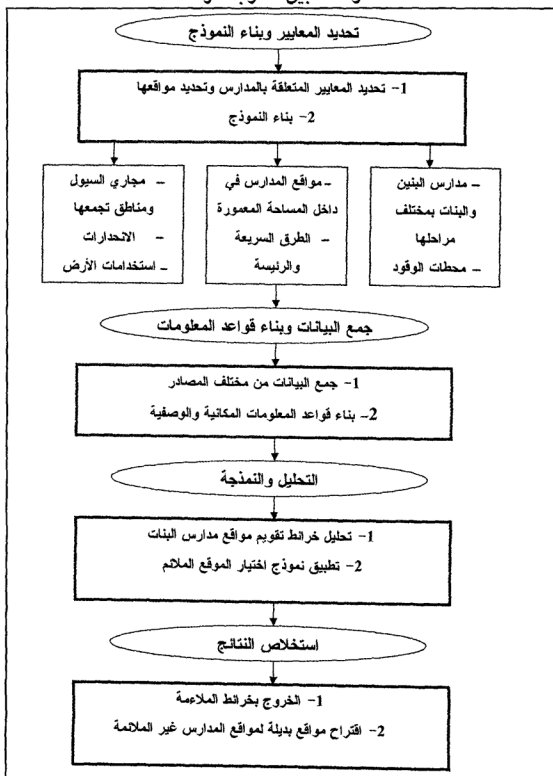 تحديد المعايير وبناء النموذج
1- تحديد المعايير المتعلقة بالمدارس وتحديد مواقعها
2- بناء النموذج
– مدارس البنين
والبنات بمختلف
مراحلها
– محطات الوقود
– مواقع المدارس في
داخل المساحة المعمورة
– الطرق السريعة
والرئيسة
– مجاري السيول
ومناطق تجمعها
– الانحدارات
– استخدامات الأرض
جمع البيانات وبناء قواعد المعلومات
1- جمع البيانات من مختلف المصادر
2- بناء قواعد المعلومات المكانية والوصفية
التحليل والنمذجة
1- تحليل خرائط تقويم مواقع مدارس البنات
2- تطبيق نموذج اختيار الموقع الملائم
استخلاص النتائج
1- الخروج بخرائط الملاءمة
2- اقتراح مواقع بديلة لمواقع المدارس غير الملائمة